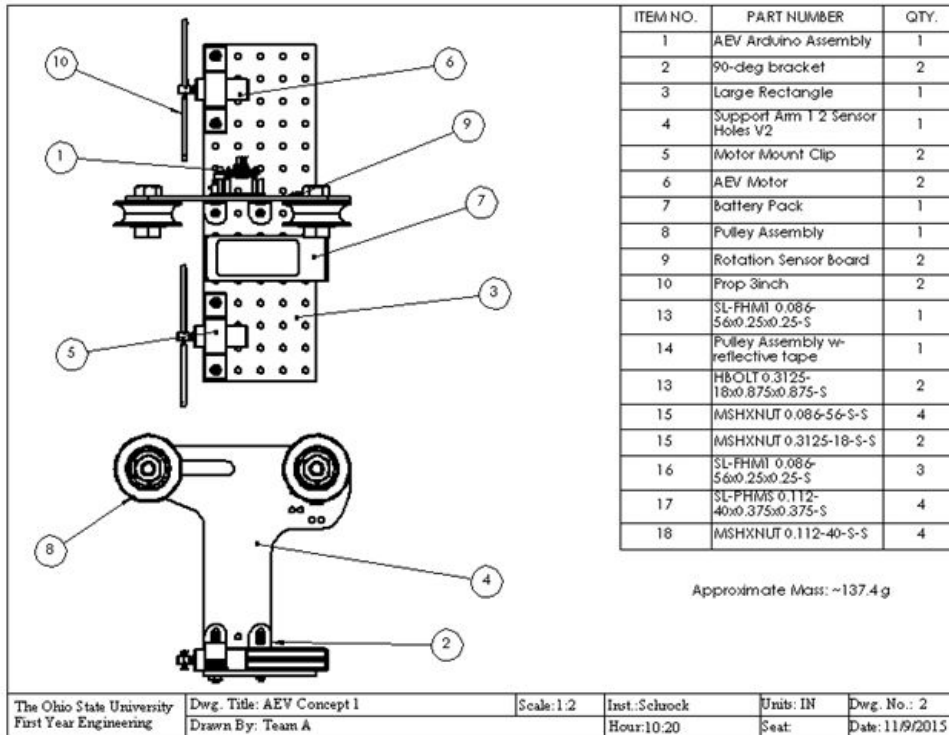 10
6
1
9
7
3
5
8
4
2
ITEM NO. PART NUMBER QTY.
1 AEV Arduino Assembly 1
2 90-deg bracket 2
3 Large Rectangle 1
4 Support Arm 1 2 Sensor 1
Holes V2
5 Motor Mount Clip 2
6 AEV Motor 2
7 Battery Pack 1
8 Pulley Assembly 1
9 Rotation Sensor Board 2
10 Prop 3inch 2
13 SL-FHM1 0.086- 1
56x0.25x0.25-S
14 Pulley Assembly w- 1
reflective tape
13 HBOLT 0.3125- 2
18x0.875x0.875-S
15 MSHXNUT 0.086-56-S-S 4
15 MSHXNUT 0.3125-18-S-S 2
16 SL-FHM1 0.086- 3
56x0.25x0.25-S
17 SL-PHMS 0.112- 4
40x0.375x0.375-S
18 MSHXNUT 0.112-40-S-S 4
Approximate Mass: ~137.4 g
The Ohio State University
First Year Engineering
Dwg. Title: AEV Concept 1 Scale: 1:2 Inst.:Schrock Units: IN Dwg. No.: 2
Drawn By: Team A Hour:10:20 Seat: Date: 11/9/2015